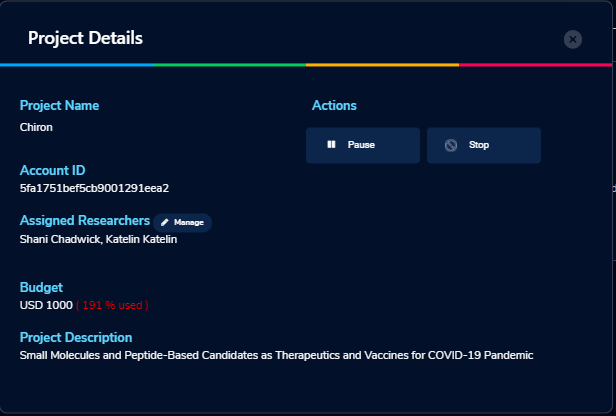 Project Details
Project Name
Chiron
Actions
Pause
Stop
Account ID
5fa1751bef5cb9001291eea2
Assigned Researchers Manage
Shani Chadwick, Katelin Katelin
Budget
USD 1000 ( 191 % used )
Project Description
Small Molecules and Peptide-Based Candidates as Therapeutics and Vaccines for COVID-19 Pandemic